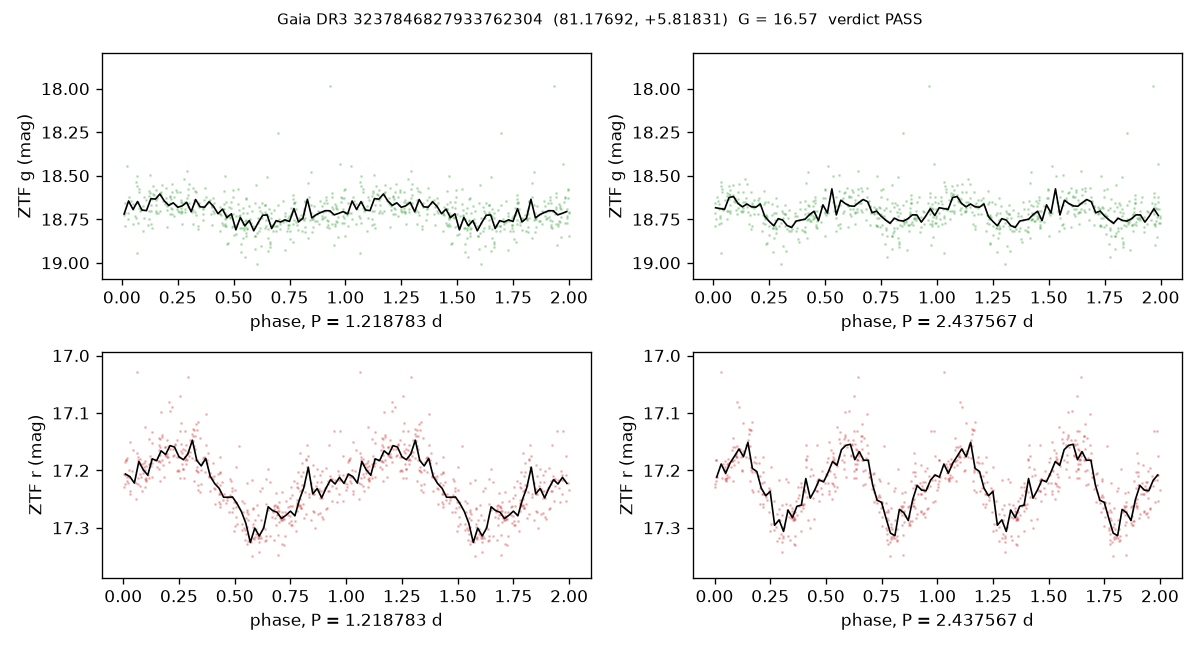 Gaia DR3 3237846827933762304 (81.17692, +5.81831) G = 16.57 verdict PASS
ZTF g (mag)
18.00
18.25
18.50
18.75
19.00
0.00 0.25 0.50 0.75 1.00 1.25 1.50 1.75 2.00
phase, P = 1.218783 d
ZTF g (mag)
18.00
18.25
18.50
18.75
19.00
0.00 0.25 0.50 0.75 1.00 1.25 1.50 1.75 2.00
phase, P = 2.437567 d
ZTF r (mag)
17.0
17.1
17.2
17.3
0.00 0.25 0.50 0.75 1.00 1.25 1.50 1.75 2.00
phase, P = 1.218783 d
ZTF r (mag)
17.0
17.1
17.2
17.3
0.00 0.25 0.50 0.75 1.00 1.25 1.50 1.75 2.00
phase, P = 2.437567 d